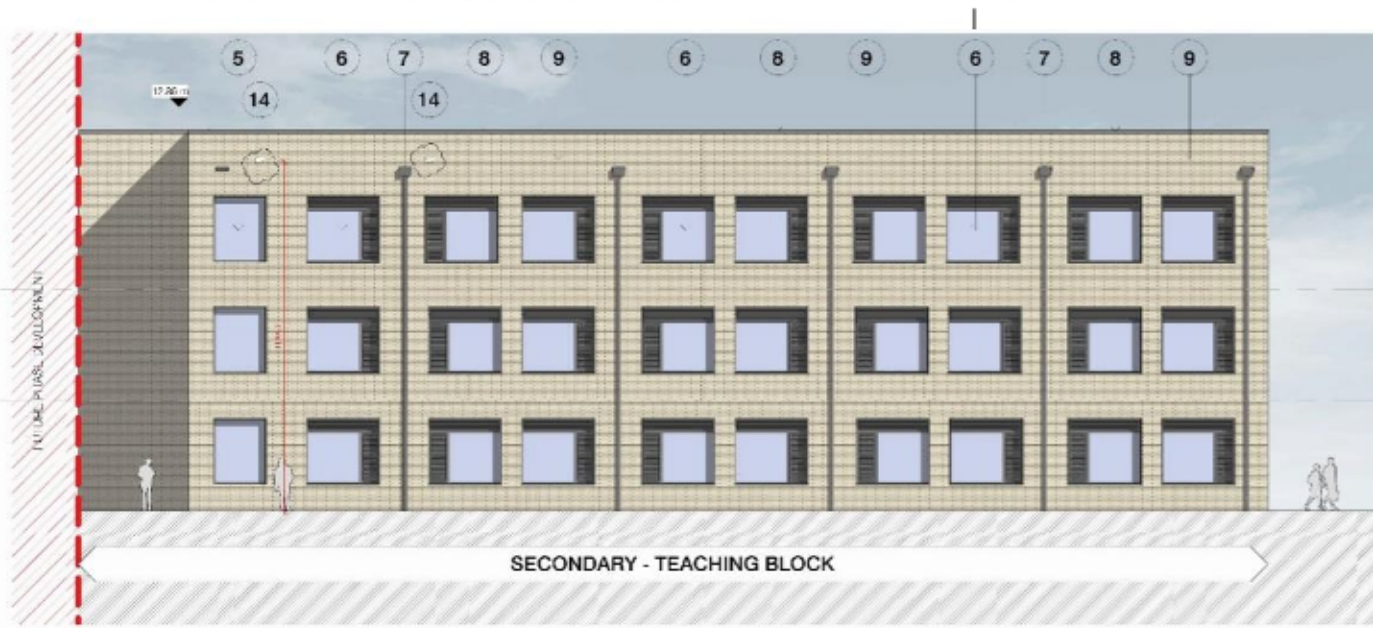 5 6 7 8 9 6 8 9 6 7 8 9
14 14
FUTURE PHASE DEVELOPMENT
SECONDARY - TEACHING BLOCK